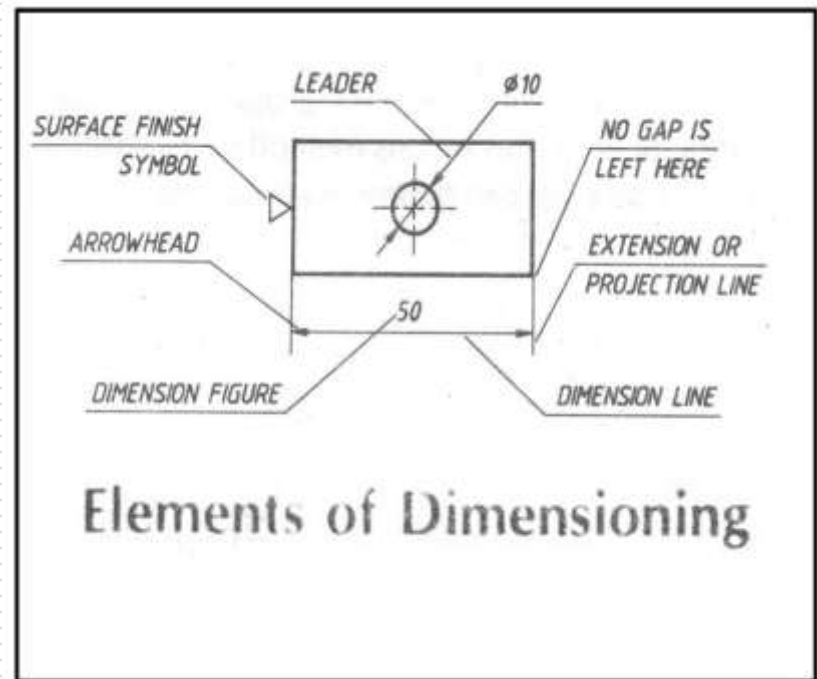 LEADER
ø10
SURFACE FINISH
SYMBOL
NO GAP IS
LEFT HERE
ARROWHEAD
EXTENSION OR
PROJECTION LINE
50
DIMENSION FIGURE
DIMENSION LINE
Elements of Dimensioning